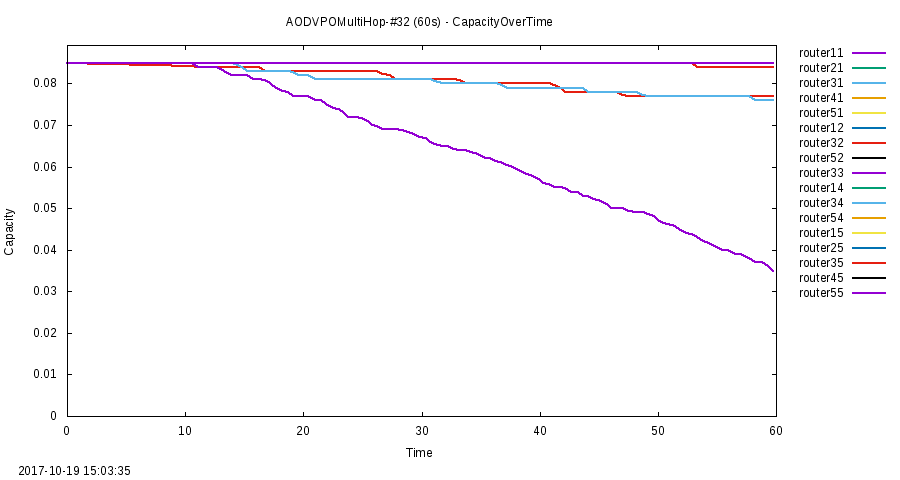 AODVPOMultiHop-#32 (60s) - CapacityOverTime
router11
router21
router31
router41
router51
router12
router32
router52
router33
router14
router34
router54
router15
router25
router35
router45
router55
0.08
0.07
0.06
0.05
0.04
0.03
0.02
0.01
0
Capacity
0 10 20 30 40 50 60
Time
2017-10-19 15:03:35